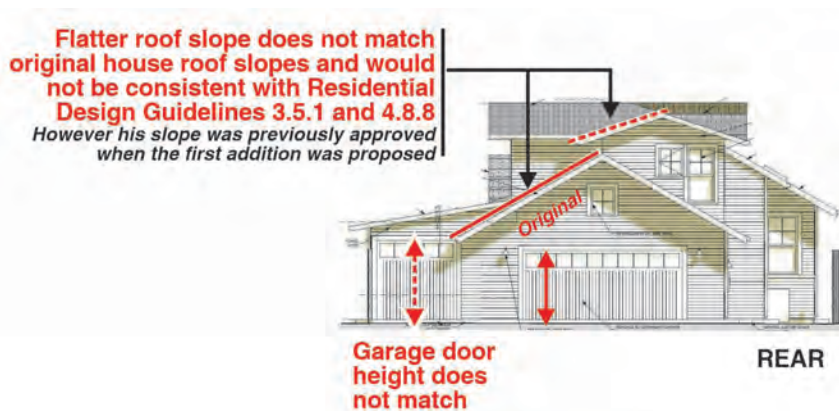 Flatter roof slope does not match
original house roof slopes and would
not be consistent with Residential
Design Guidelines 3.5.1 and 4.8.8
However his slope was previously approved
when the first addition was proposed
Original
Garage door
height does
not match
REAR